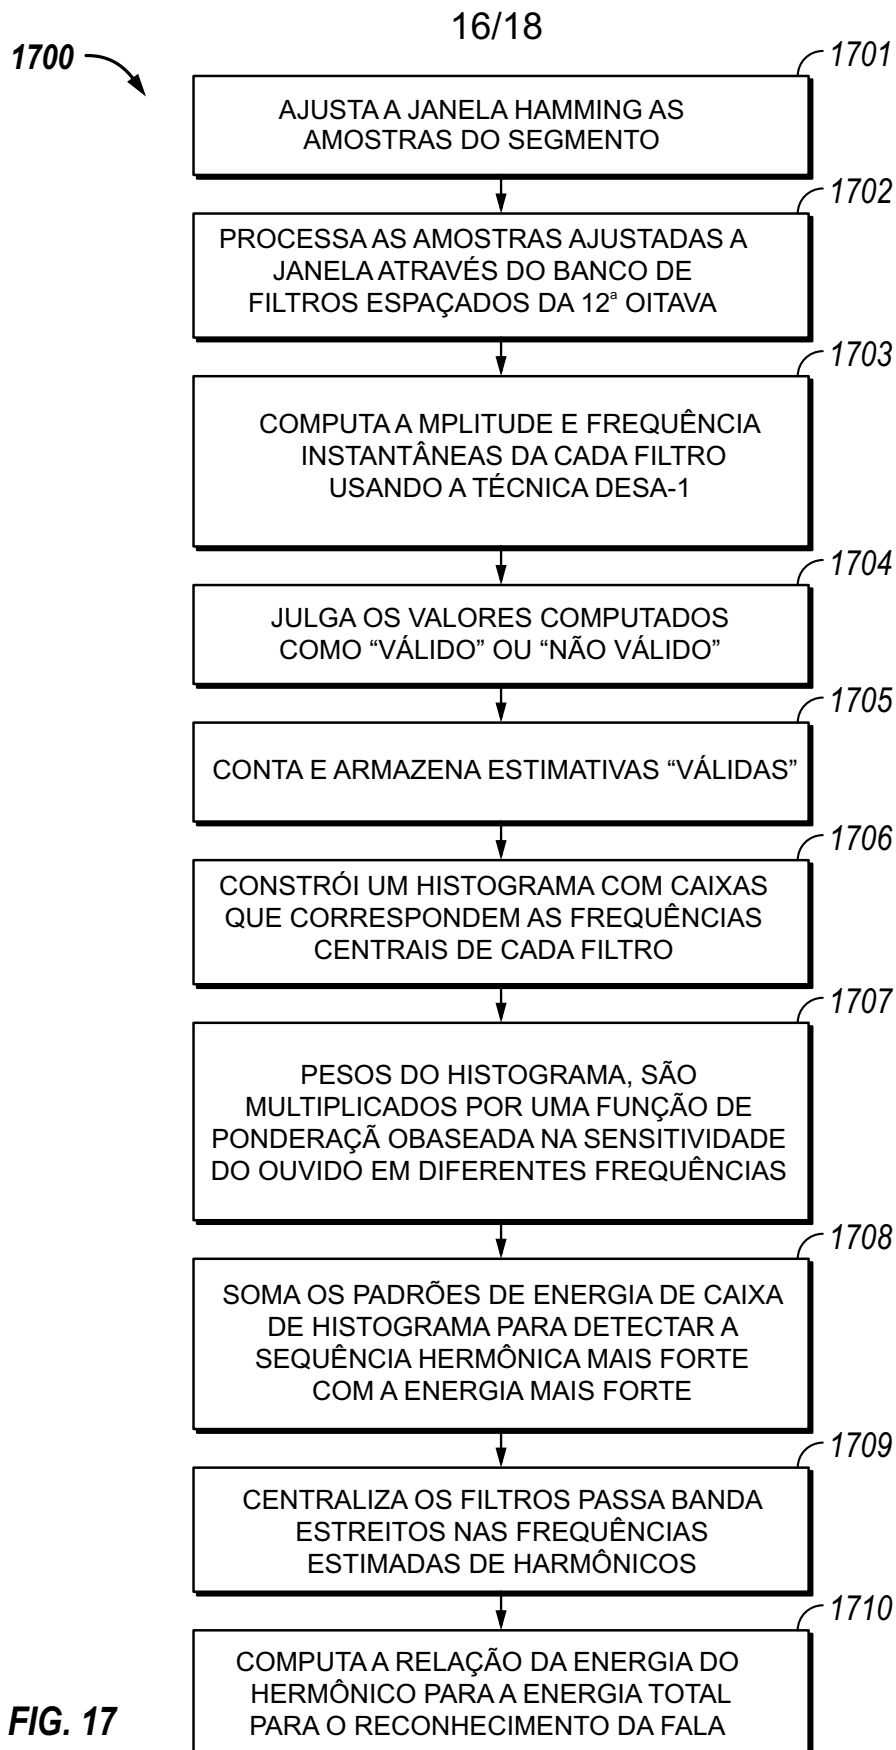 16/18
1700
1701
AJUSTA A JANELA HAMMING AS
AMOSTRAS DO SEGMENTO
1702
PROCESSA AS AMOSTRAS AJUSTADAS A
JANELA ATRAVÉS DO BANCO DE
FILTROS ESPAÇADOS DA 12ª OITAVA
1703
COMPUTA A MPLITUDE E FREQUÊNCIA
INSTANTÂNEAS DA CADA FILTRO
USANDO A TÉCNICA DESA-1
1704
JULGA OS VALORES COMPUTADOS
COMO “VÁLIDO” OU “NÃO VÁLIDO”
1705
CONTA E ARMAZENA ESTIMATIVAS “VÁLIDAS”
1706
CONSTRÓI UM HISTOGRAMA COM CAIXAS
QUE CORRESPONDEM AS FREQUÊNCIAS
CENTRAIS DE CADA FILTRO
1707
PESOS DO HISTOGRAMA, SÃO
MULTIPLICADOS POR UMA FUNÇÃO DE
PONDERAÇÃ OBASEADA NA SENSITIVIDADE
DO OUVIDO EM DIFERENTES FREQUÊNCIAS
1708
SOMA OS PADRÕES DE ENERGIA DE CAIXA
DE HISTOGRAMA PARA DETECTAR A
SEQUÊNCIA HERMÔNICA MAIS FORTE
COM A ENERGIA MAIS FORTE
1709
CENTRALIZA OS FILTROS PASSA BANDA
ESTREITOS NAS FREQUÊNCIAS
ESTIMADAS DE HARMÔNICOS
1710
COMPUTA A RELAÇÃO DA ENERGIA DO
HERMÔNICO PARA A ENERGIA TOTAL
PARA O RECONHECIMENTO DA FALA
FIG. 17